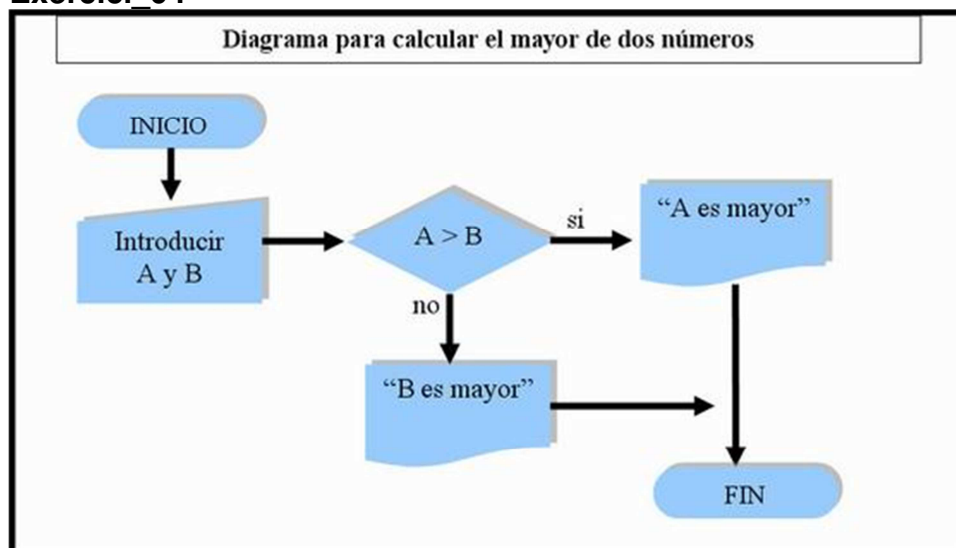 Diagrama para calcular el mayor de dos números
INICIO
Introducir
A y B
A > B
si
“A es mayor”
no
“B es mayor”
FIN